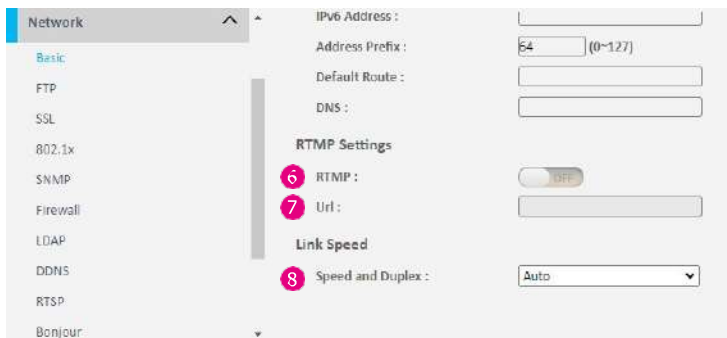 Network
Basic
FTP
SSL
802.1x
SNMP
Firewall
LDAP
DDNS
RTSP
Bonjour
IPv6 Address :
Address Prefix : 64 (0~127)
Default Route :
DNS :
RTMP Settings
6 RTMP : OFF
7 Url :
Link Speed
8 Speed and Duplex : Auto